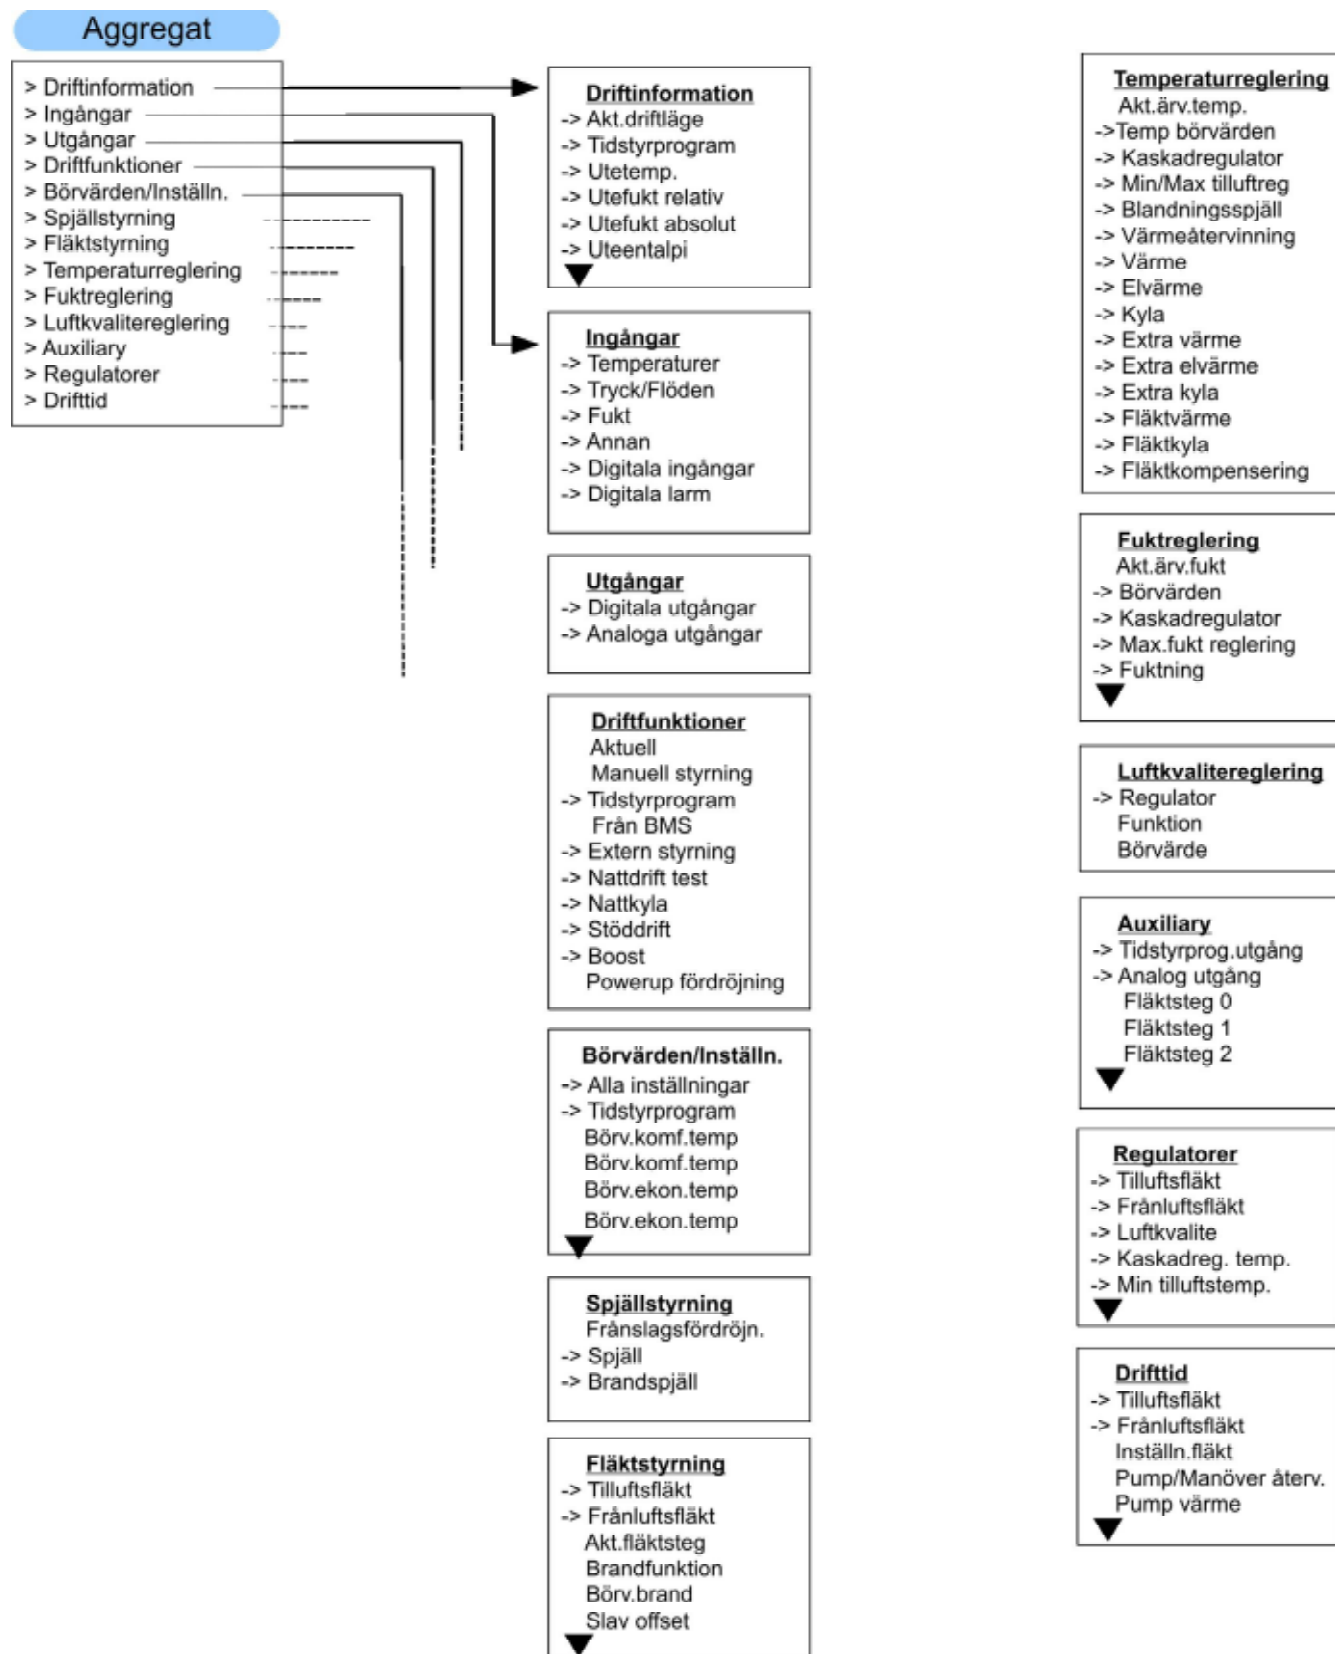 Aggregat
> Driftinformation
> Ingångar
> Utgångar
> Driftfunktioner
> Börvärden/Inställn.
> Spjällstyrning
> Fläktstyrning
> Temperaturreglering
> Fuktreglering
> Luftkvalitereglering
> Auxiliary
> Regulatorer
> Drifttid
Driftinformation
-> Akt.driftläge
-> Tidstyrprogram
-> Utetemp.
-> Utefukt relativ
-> Utefukt absolut
-> Uteentalpi
Ingångar
-> Temperaturer
-> Tryck/Flöden
-> Fukt
-> Annan
-> Digitala ingångar
-> Digitala larm
Utgångar
-> Digitala utgångar
-> Analoga utgångar
Driftfunktioner
Aktuell
Manuell styrning
-> Tidstyrprogram
Från BMS
-> Extern styrning
-> Nattdrift test
-> Nattkyla
-> Stöddrift
-> Boost
Powerup fördröjning
Börvärden/Inställn.
-> Alla inställningar
-> Tidstyrprogram
Börv.komf.temp
Börv.komf.temp
Börv.ekon.temp
Börv.ekon.temp
Spjällstyrning
Frånslagsfördröjn.
-> Spjäll
-> Brandspjäll
Fläktstyrning
-> Tilluftsfläkt
-> Frånluftsfläkt
Akt.fläktsteg
Brandfunktion
Börv.brand
Slav offset
Temperaturreglering
Akt.ärv.temp.
->Temp börvärden
-> Kaskadregulator
-> Min/Max tilluftreg
-> Blandningsspjäll
-> Värmeåtervinning
-> Värme
-> Elvärme
-> Kyla
-> Extra värme
-> Extra elvärme
-> Extra kyla
-> Fläktvärme
-> Fläktkyla
-> Fläktkompensering
Fuktreglering
Akt.ärv.fukt
-> Börvärden
-> Kaskadregulator
-> Max.fukt reglering
-> Fuktning
Luftkvalitereglering
-> Regulator
Funktion
Börvärde
Auxiliary
-> Tidstyrprog.utgång
-> Analog utgång
Fläktsteg 0
Fläktsteg 1
Fläktsteg 2
Regulatorer
-> Tilluftsfläkt
-> Frånluftsfläkt
-> Luftkvalite
-> Kaskadreg. temp.
-> Min tilluftstemp.
Drifttid
-> Tilluftsfläkt
-> Frånluftsfläkt
Inställn.fläkt
Pump/Manöver återv.
Pump värme